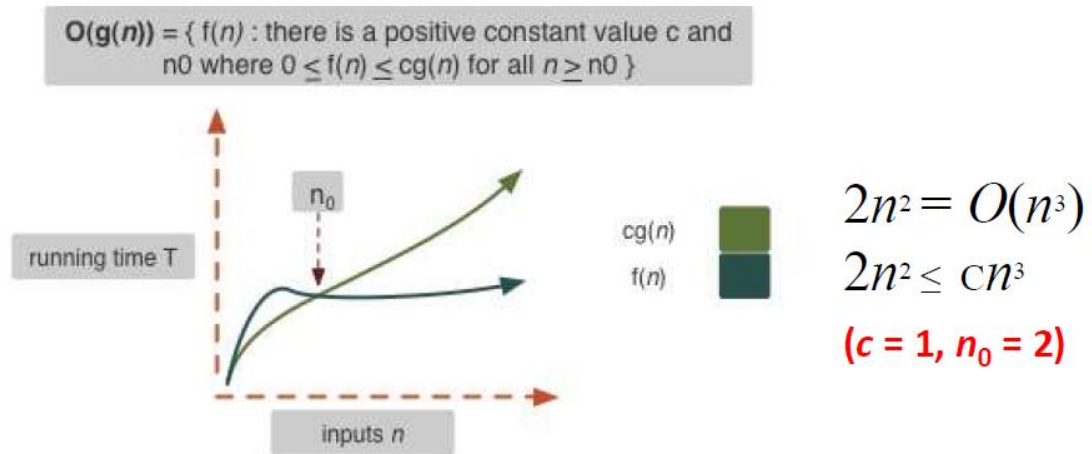 O(g(n)) = { f(n) : there is a positive constant value c and
n0 where 0 ≤ f(n) ≤ cg(n) for all n ≥ n0 }
n₀
running time T
cg(n)
f(n)
inputs n
2n² = O(n³)
2n² ≤ cn³
(c = 1, n₀ = 2)